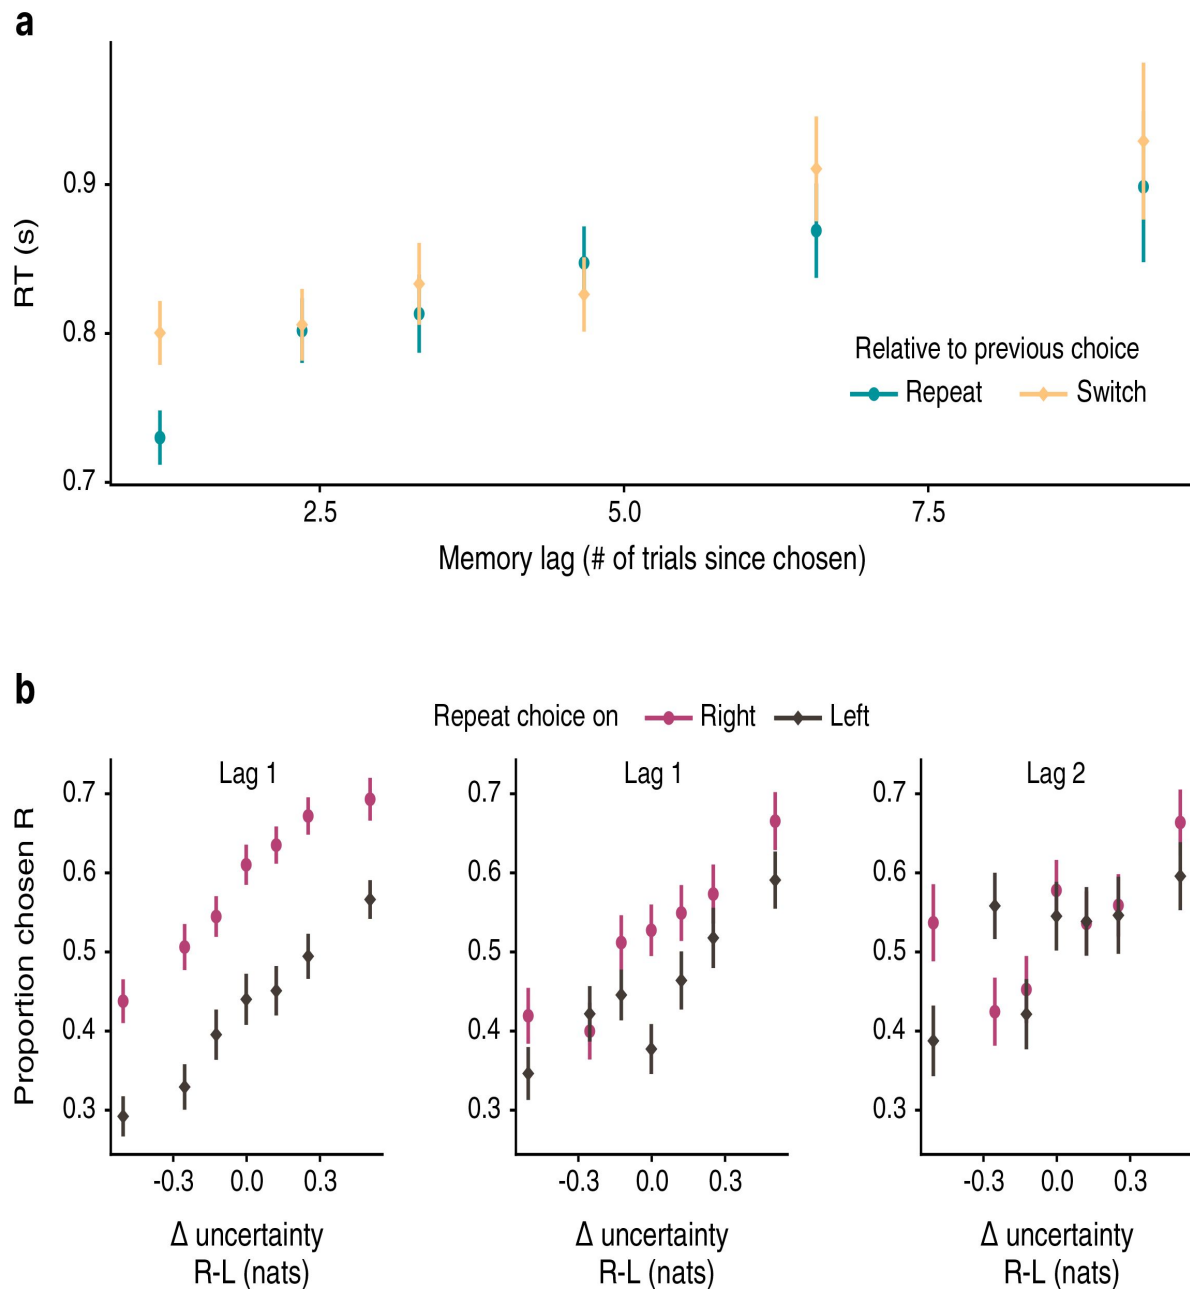 a
RT (s)
0.9
0.8
0.7
2.5 5.0 7.5
Memory lag (# of trials since chosen)
Relative to previous choice
Repeat Switch
b
Repeat choice on Right Left
Proportion chosen R
Lag 1
0.7
0.6
0.5
0.4
0.3
-0.3 0.0 0.3
Δ uncertainty
R-L (nats)
Lag 1
0.7
0.6
0.5
0.4
0.3
-0.3 0.0 0.3
Δ uncertainty
R-L (nats)
Lag 2
0.7
0.6
0.5
0.4
0.3
-0.3 0.0 0.3
Δ uncertainty
R-L (nats)